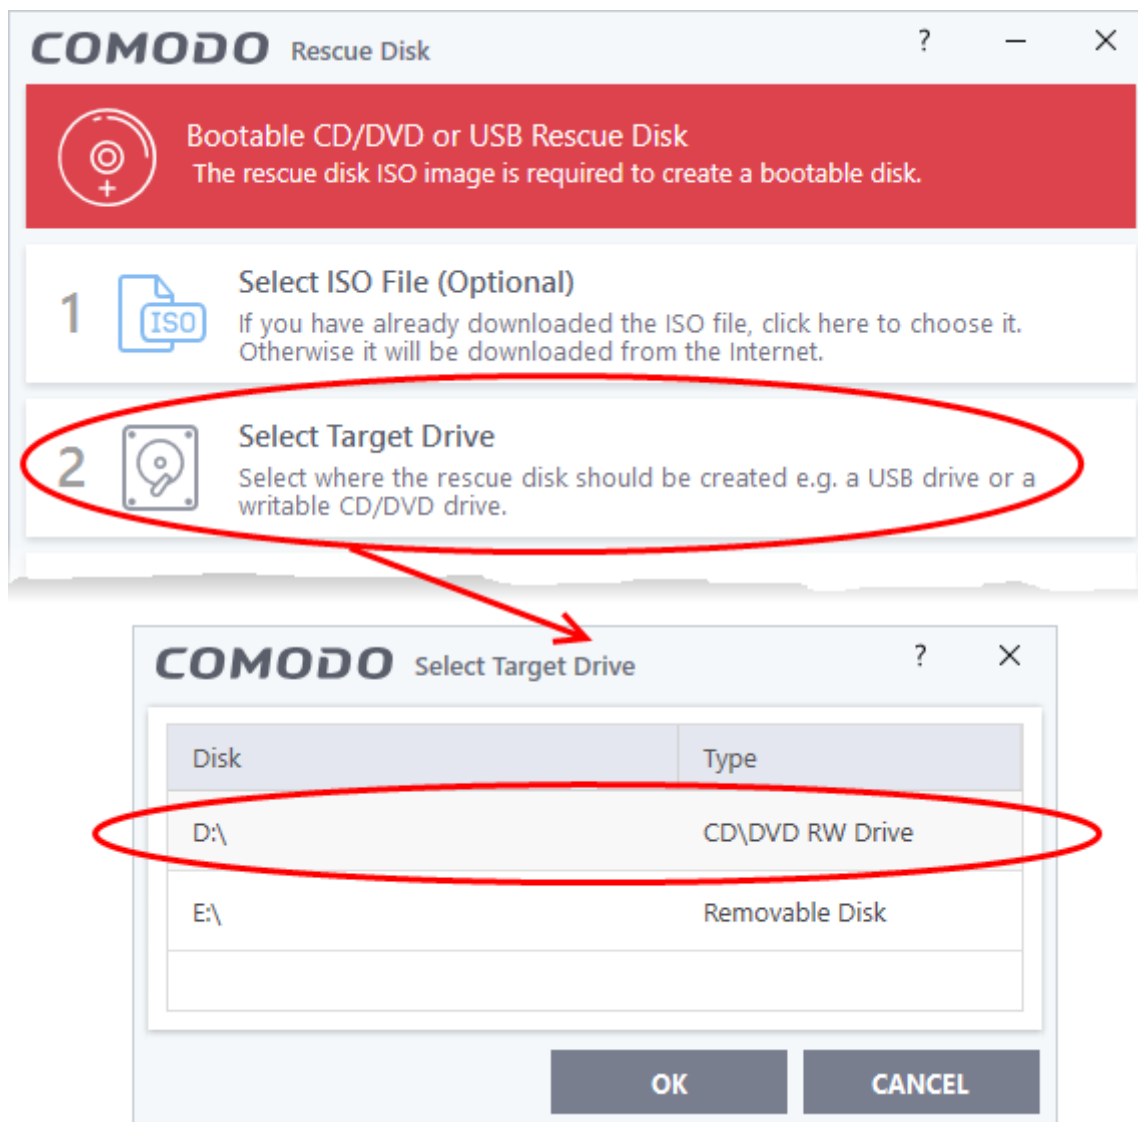 COMODO Rescue Disk ? – ×
Bootable CD/DVD or USB Rescue Disk
The rescue disk ISO image is required to create a bootable disk.
1
ISO
Select ISO File (Optional)
If you have already downloaded the ISO file, click here to choose it.
Otherwise it will be downloaded from the Internet.
2
Select Target Drive
Select where the rescue disk should be created e.g. a USB drive or a
writable CD/DVD drive.
COMODO Select Target Drive ? ×
Disk Type
D:\ CD\DVD RW Drive
E:\ Removable Disk
OK CANCEL